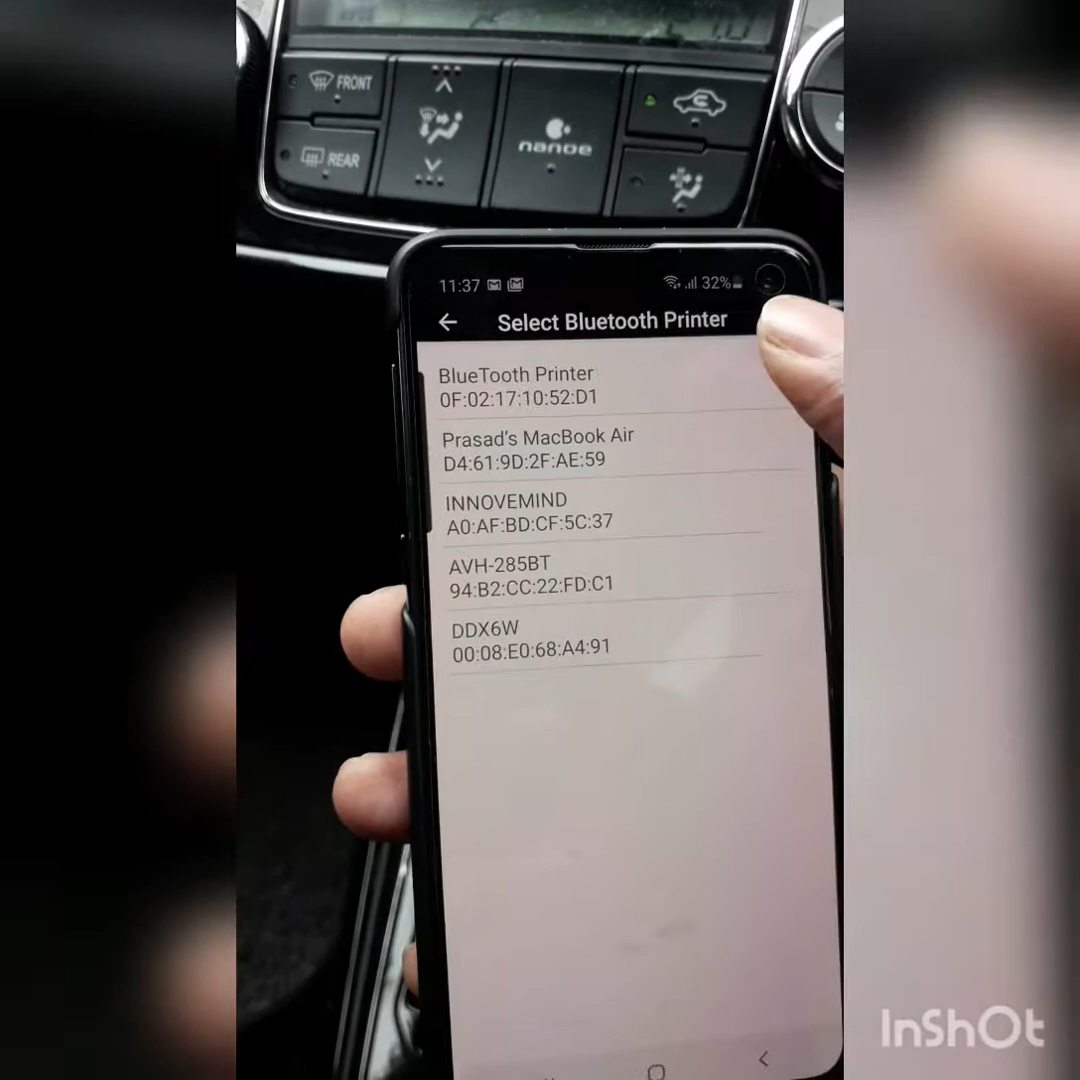 FRONT
REAR
nanoe
11:37
32%
Select Bluetooth Printer
BlueTooth Printer
0F:02:17:10:52:D1
Prasad's MacBook Air
D4:61:9D:2F:AE:59
INNOVEMIND
A0:AF:BD:CF:5C:37
AVH-285BT
94:B2:CC:22:FD:C1
DDX6W
00:08:E0:68:A4:91
InShOt